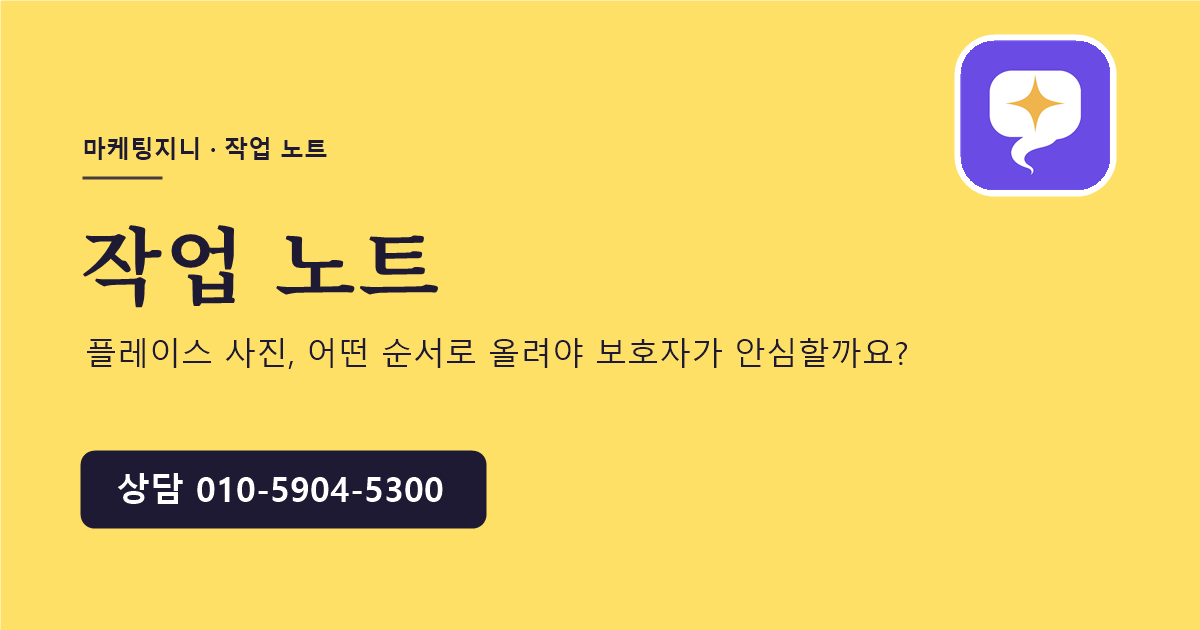 마케팅지니 · 작업 노트
작업 노트
플레이스 사진, 어떤 순서로 올려야 보호자가 안심할까요?
상담 010-5904-5300